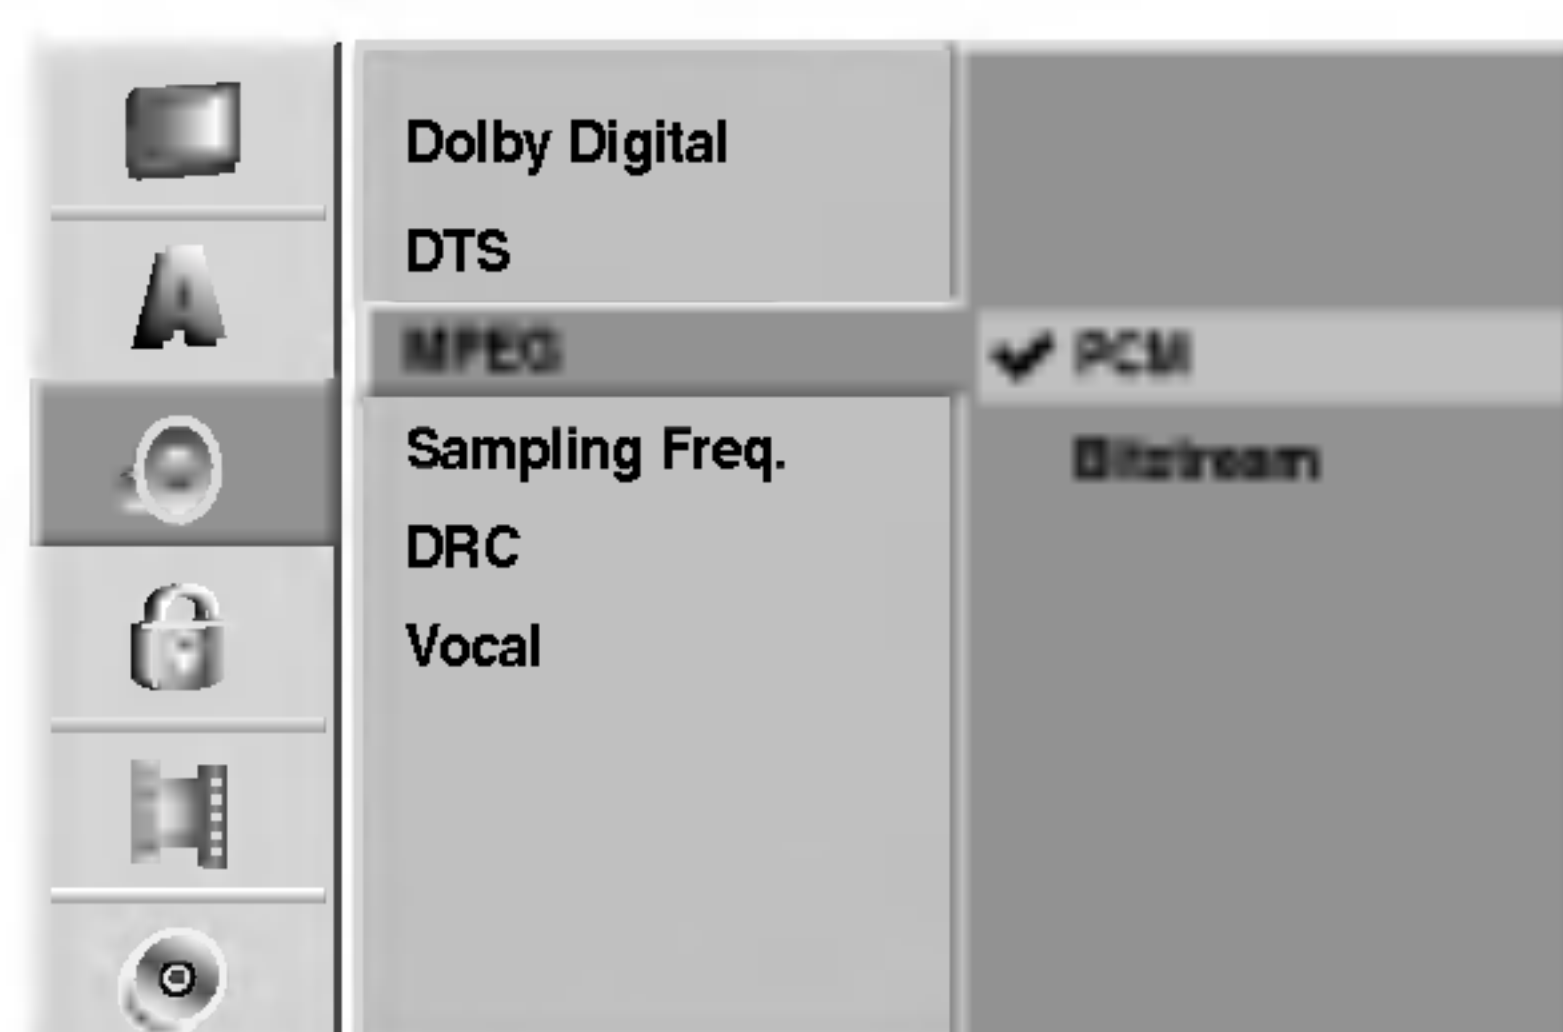 Dolby Digital
DTS
MPEG
✔ PCM
Bitstream
Sampling Freq.
DRC
Vocal